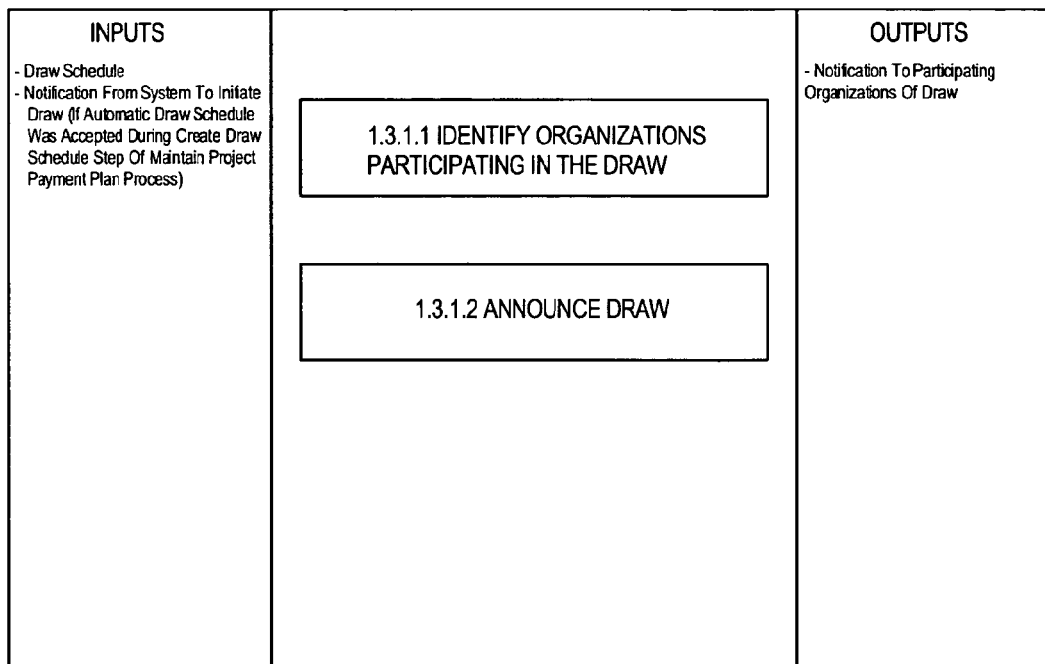 INPUTS
- Draw Schedule
- Notification From System To Initiate
Draw (If Automatic Draw Schedule
Was Accepted During Create Draw
Schedule Step Of Maintain Project
Payment Plan Process)
1.3.1.1 IDENTIFY ORGANIZATIONS
PARTICIPATING IN THE DRAW
1.3.1.2 ANNOUNCE DRAW
OUTPUTS
- Notification To Participating
Organizations Of Draw